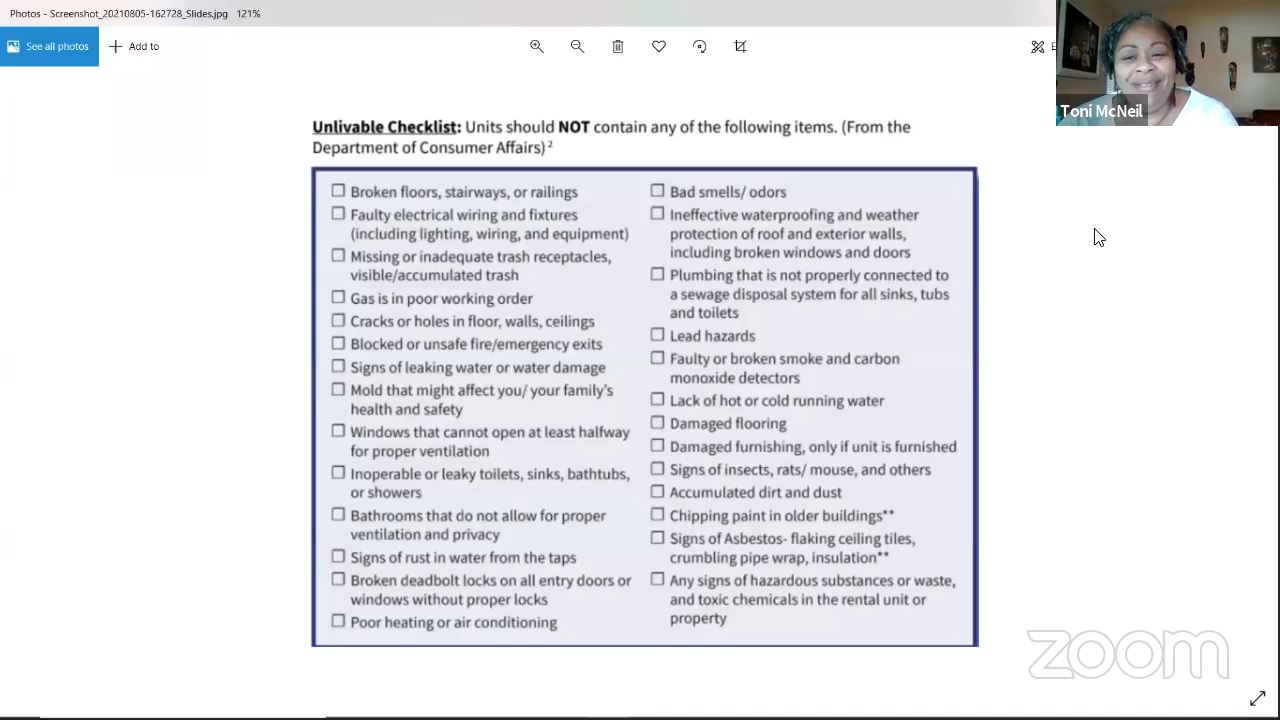 Photos - Screenshot_20210805-162728_Slides.jpg 121%
See all photos
Add to
Toni McNeil
Unlivable Checklist: Units should NOT contain any of the following items. (From the
Department of Consumer Affairs) 2
Broken floors, stairways, or railings
Faulty electrical wiring and fixtures
(including lighting, wiring, and equipment)
Missing or inadequate trash receptacles,
visible/accumulated trash
Gas is in poor working order
Cracks or holes in floor, walls, ceilings
Blocked or unsafe fire/emergency exits
Signs of leaking water or water damage
Mold that might affect you/ your family's
health and safety
Windows that cannot open at least halfway
for proper ventilation
Inoperable or leaky toilets, sinks, bathtubs,
or showers
Bathrooms that do not allow for proper
ventilation and privacy
Signs of rust in water from the taps
Broken deadbolt locks on all entry doors or
windows without proper locks
Poor heating or air conditioning
Bad smells/ odors
Ineffective waterproofing and weather
protection of roof and exterior walls,
including broken windows and doors
Plumbing that is not properly connected to
a sewage disposal system for all sinks, tubs
and toilets
Lead hazards
Faulty or broken smoke and carbon
monoxide detectors
Lack of hot or cold running water
Damaged flooring
Damaged furnishing, only if unit is furnished
Signs of insects, rats/ mouse, and others
Accumulated dirt and dust
Chipping paint in older buildings**
Signs of Asbestos- flaking ceiling tiles,
crumbling pipe wrap, insulation**
Any signs of hazardous substances or waste,
and toxic chemicals in the rental unit or
property
zoom